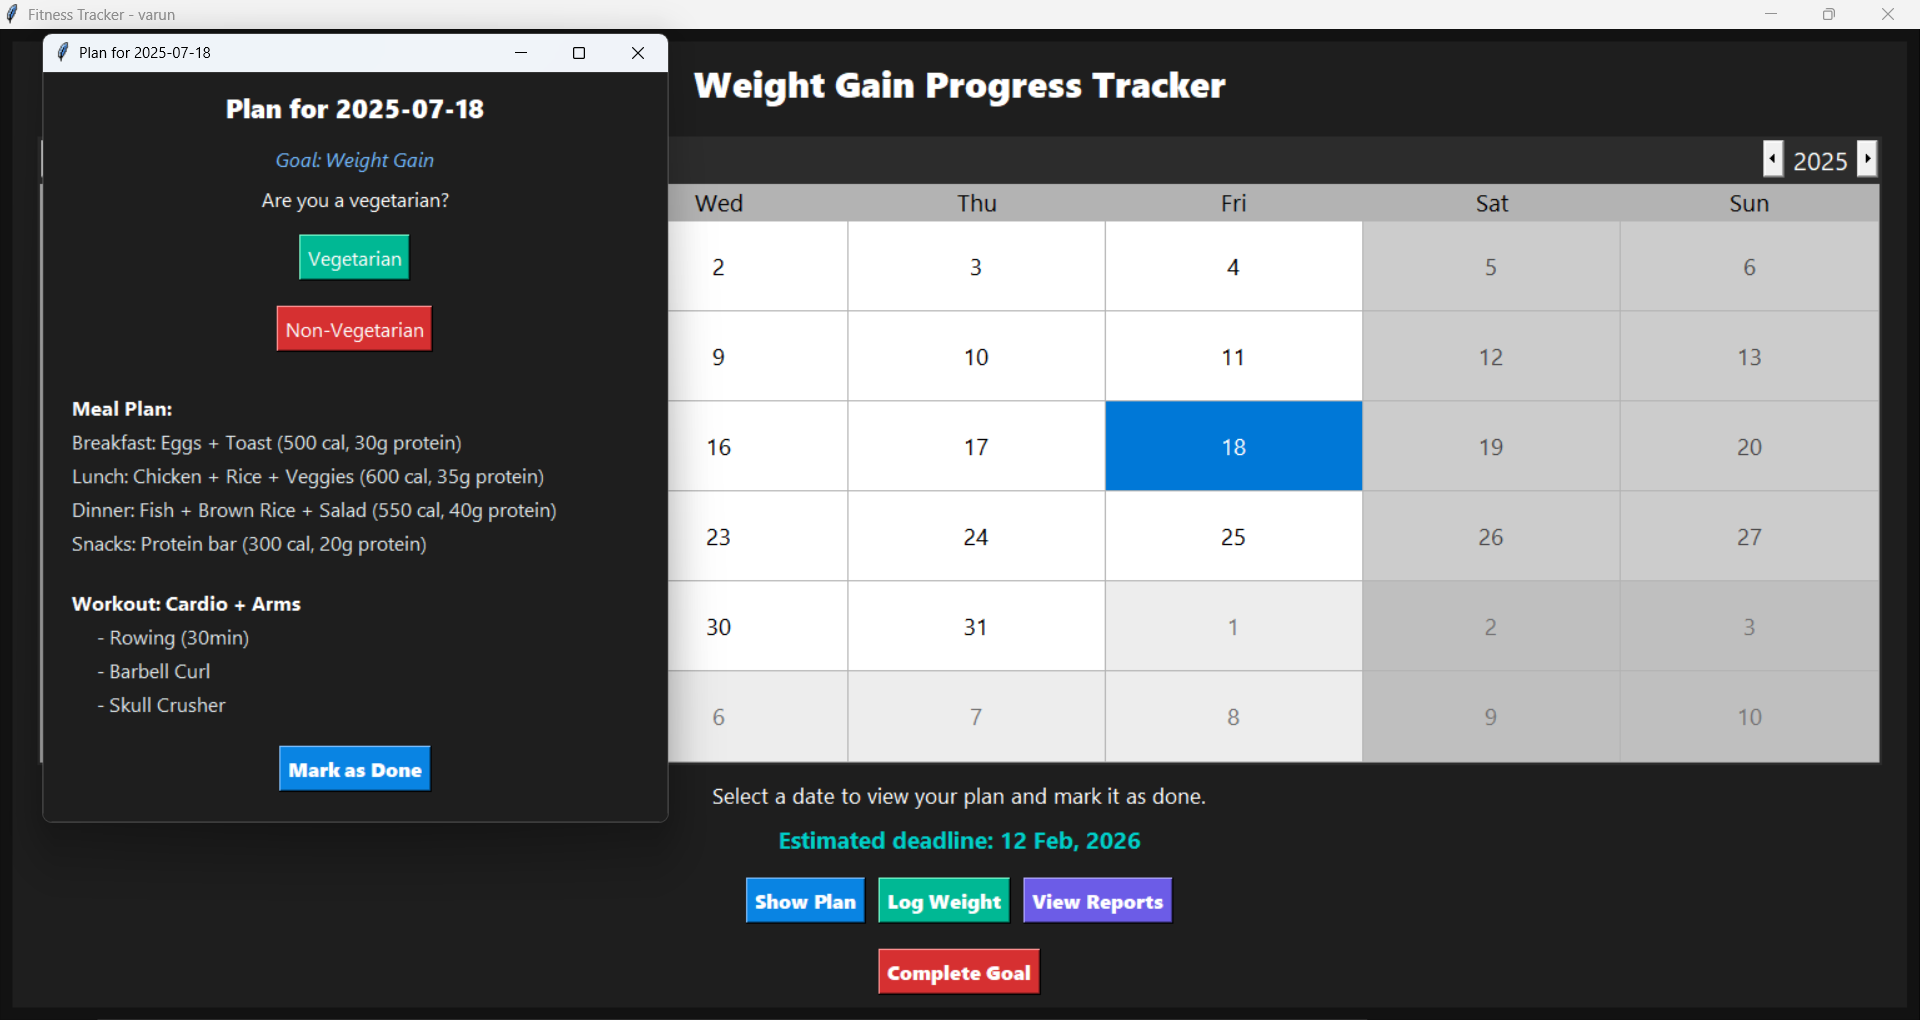 Fitness Tracker - varun
Plan for 2025-07-18
Plan for 2025-07-18
Goal: Weight Gain
Are you a vegetarian?
Vegetarian
Non-Vegetarian
Meal Plan:
Breakfast: Eggs + Toast (500 cal, 30g protein)
Lunch: Chicken + Rice + Veggies (600 cal, 35g protein)
Dinner: Fish + Brown Rice + Salad (550 cal, 40g protein)
Snacks: Protein bar (300 cal, 20g protein)
Workout: Cardio + Arms
- Rowing (30min)
- Barbell Curl
- Skull Crusher
Mark as Done
Weight Gain Progress Tracker
2025
Wed Thu Fri Sat Sun
2 3 4 5 6
9 10 11 12 13
16 17 18 19 20
23 24 25 26 27
30 31 1 2 3
6 7 8 9 10
Select a date to view your plan and mark it as done.
Estimated deadline: 12 Feb, 2026
Show Plan Log Weight View Reports
Complete Goal